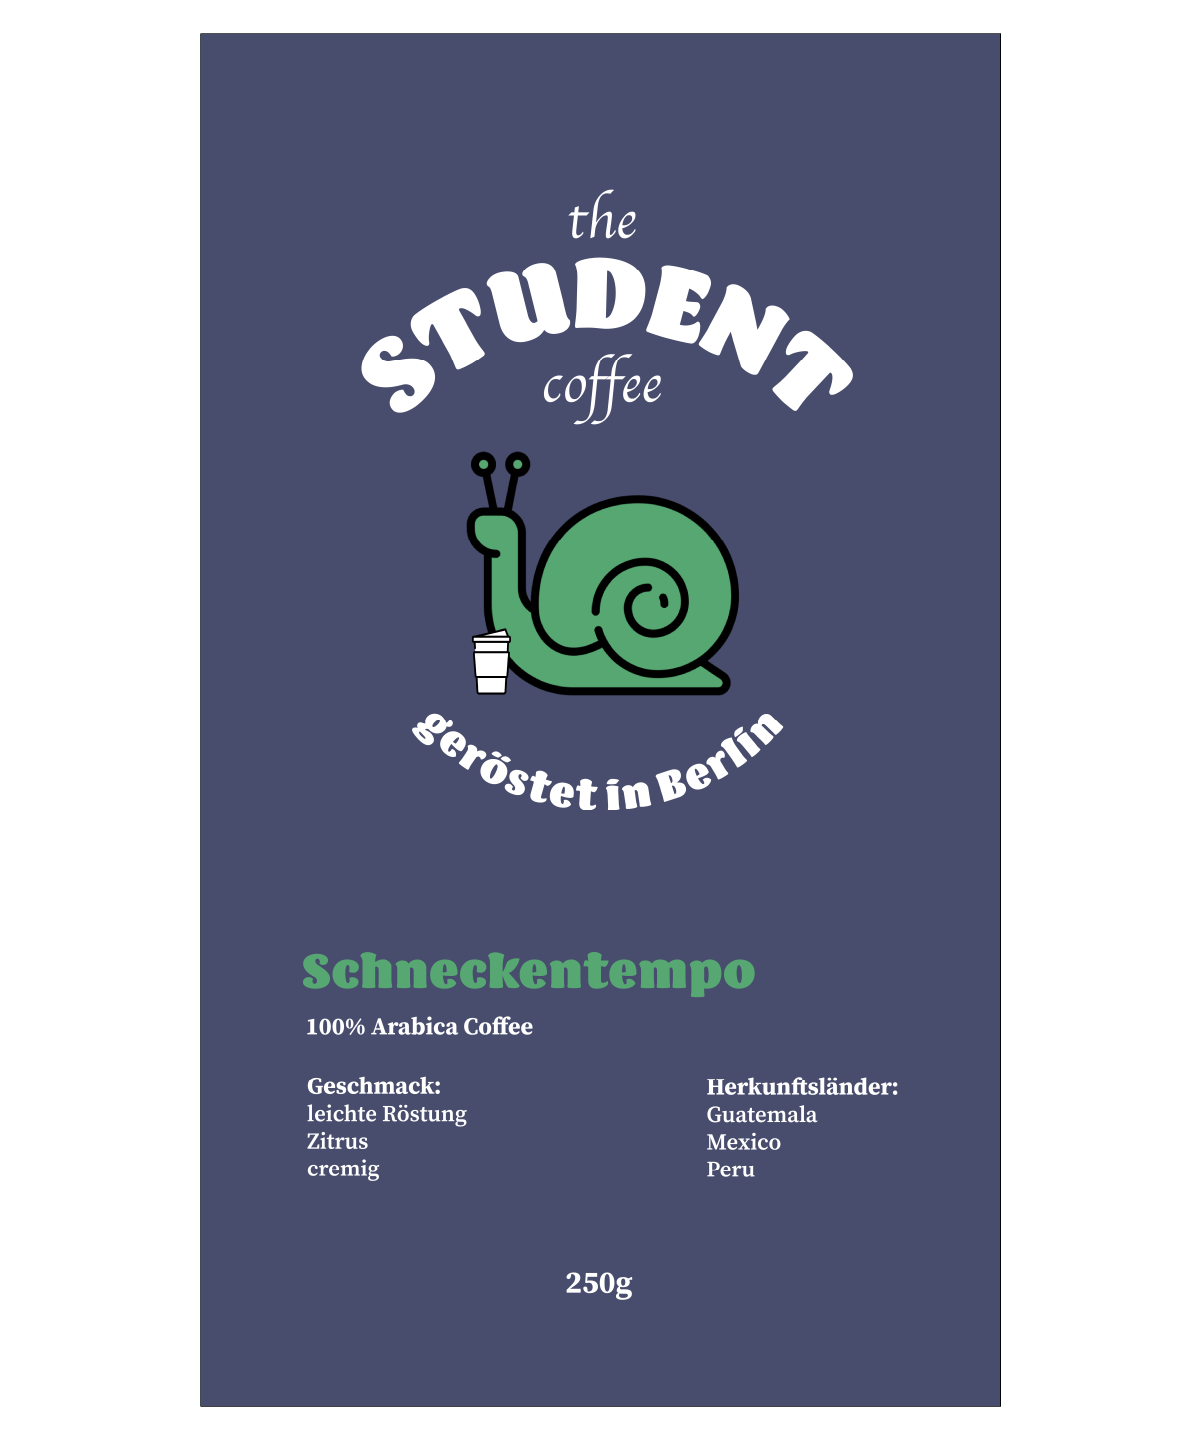 the
STUDENT
coffee
geröstet in Berlin
Schneckentempo
100% Arabica Coffee
Geschmack:
leichte Röstung
Zitrus
cremig
Herkunftsländer:
Guatemala
Mexico
Peru
250g